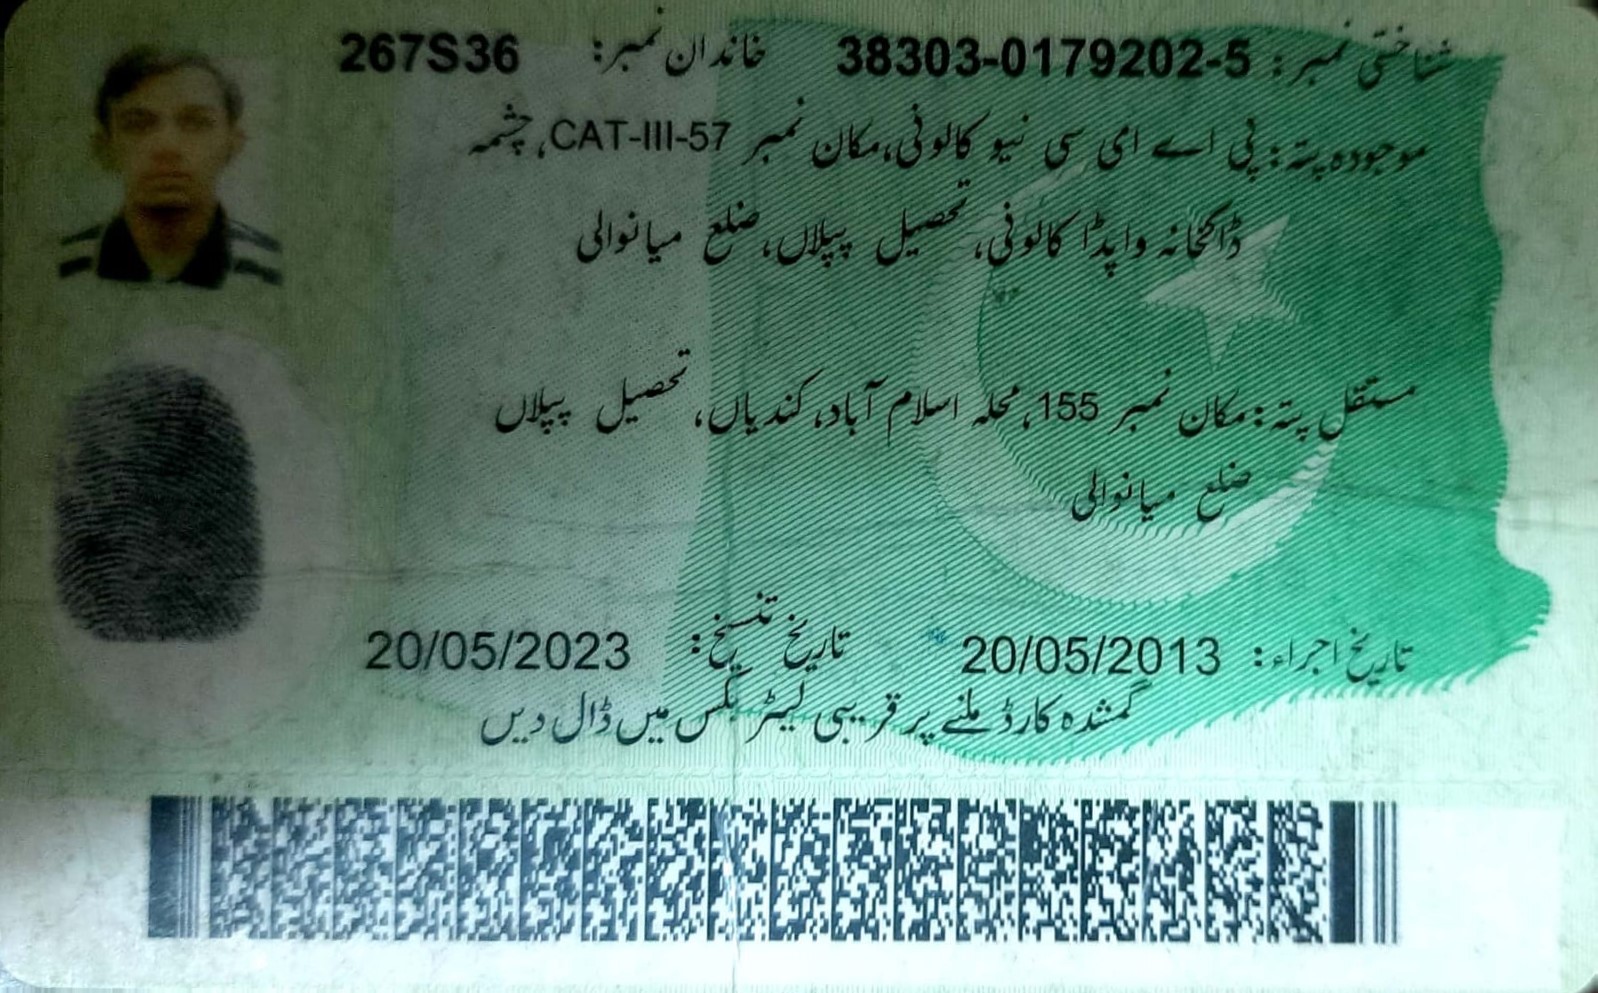 شناختی نمبر: 38303-0179202-5 خاندان نمبر: 267S36
موجودہ پتہ: پی اے ای سی نیو کالونی، مکان نمبر CAT-III-57، چشمہ
ڈاکخانہ واپڈا کالونی، تحصیل پپلاں، ضلع میانوالی
مستقل پتہ: مکان نمبر 155، محلہ اسلام آباد، کندیاں، تحصیل پپلاں
ضلع میانوالی
تاریخ اجراء: 20/05/2013 تاریخ تنسیخ: 20/05/2023
گمشدہ کارڈ ملنے پر قریبی لیٹر بکس میں ڈال دیں